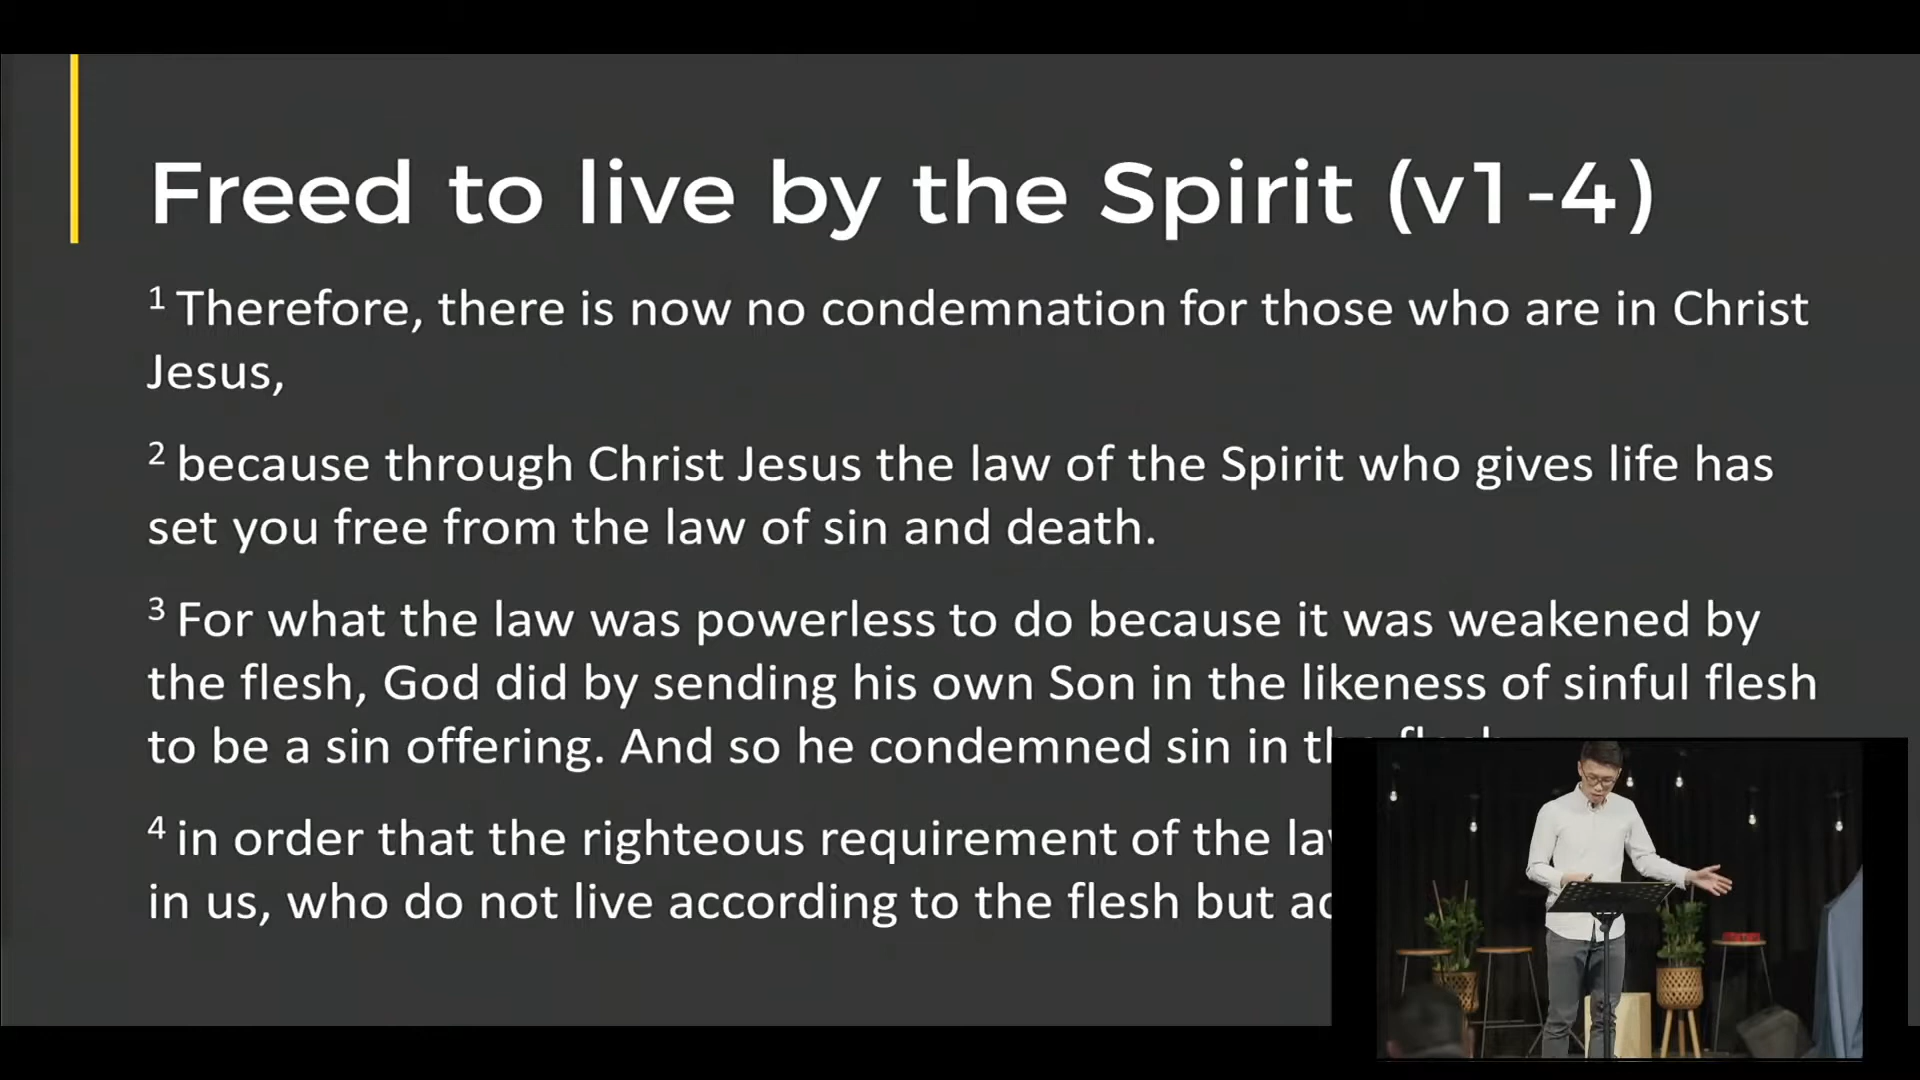 Freed to live by the Spirit (v1-4)
1 Therefore, there is now no condemnation for those who are in Christ
Jesus,
2 because through Christ Jesus the law of the Spirit who gives life has
set you free from the law of sin and death.
3 For what the law was powerless to do because it was weakened by
the flesh, God did by sending his own Son in the likeness of sinful flesh
to be a sin offering. And so he condemned sin in
4 in order that the righteous requirement of the
in us, who do not live according to the flesh but